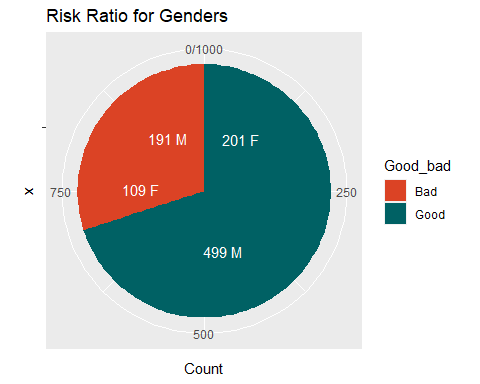 Risk Ratio for Genders
0/1000
191 M
201 F
Good_bad
Bad
Good
x
750
109 F
250
499 M
500
Count